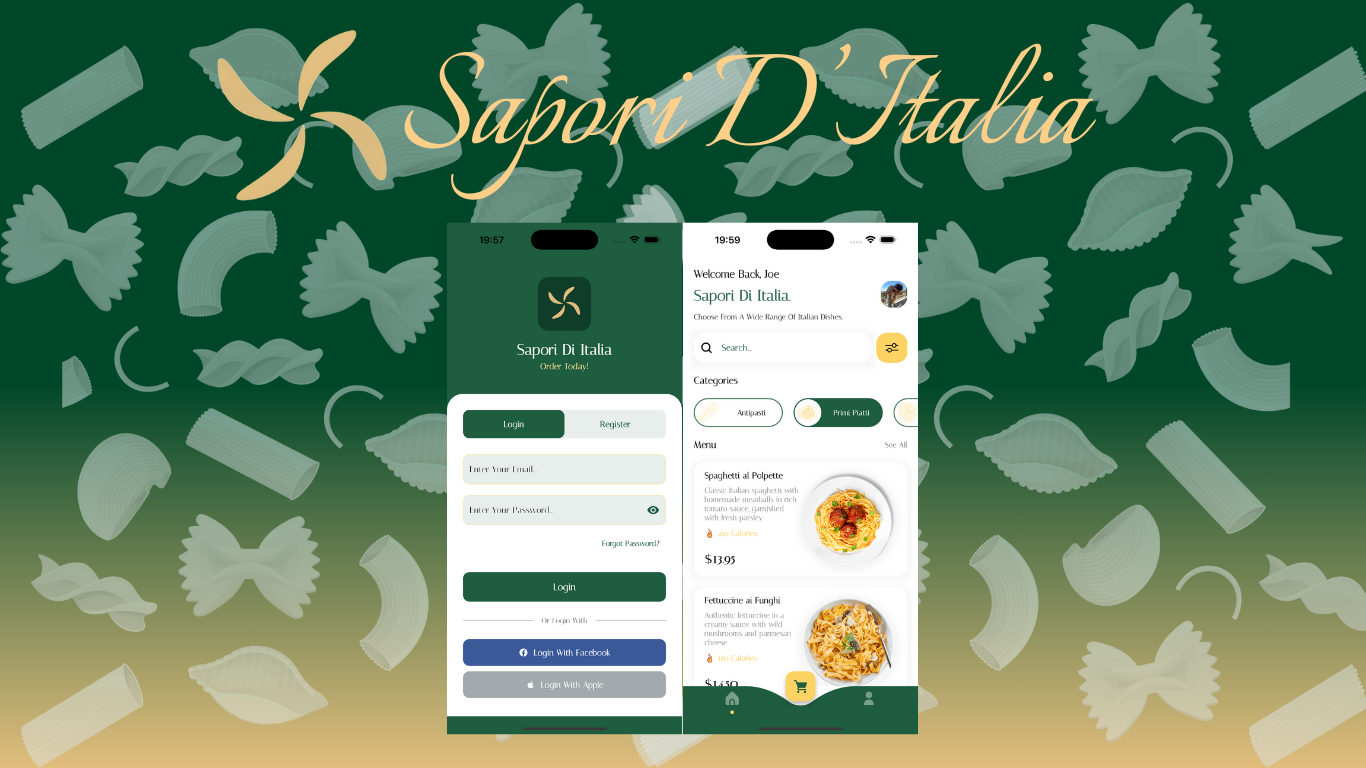 Sapori D'Italia
19:57
Sapori Di Italia
Order Today!
Login
Register
Enter Your Email..
Enter Your Password..
Forgot Password?
Login
Or Login With
Login With Facebook
Login With Apple
19:59
Welcome Back, Joe
Sapori Di Italia.
Choose From A Wide Range Of Italian Dishes.
Search..
Categories
Antipasti
Primi Piatti
Menu
See All
Spaghetti al Polpette
Classic Italian spaghetti with
homemade meatballs in rich
tomato sauce, garnished
with fresh parsley
Calories
$13.95
Fettuccine ai Funghi
Authentic fettuccine in a
creamy sauce with wild
mushrooms and parmesan
cheese
Calories
$14.50